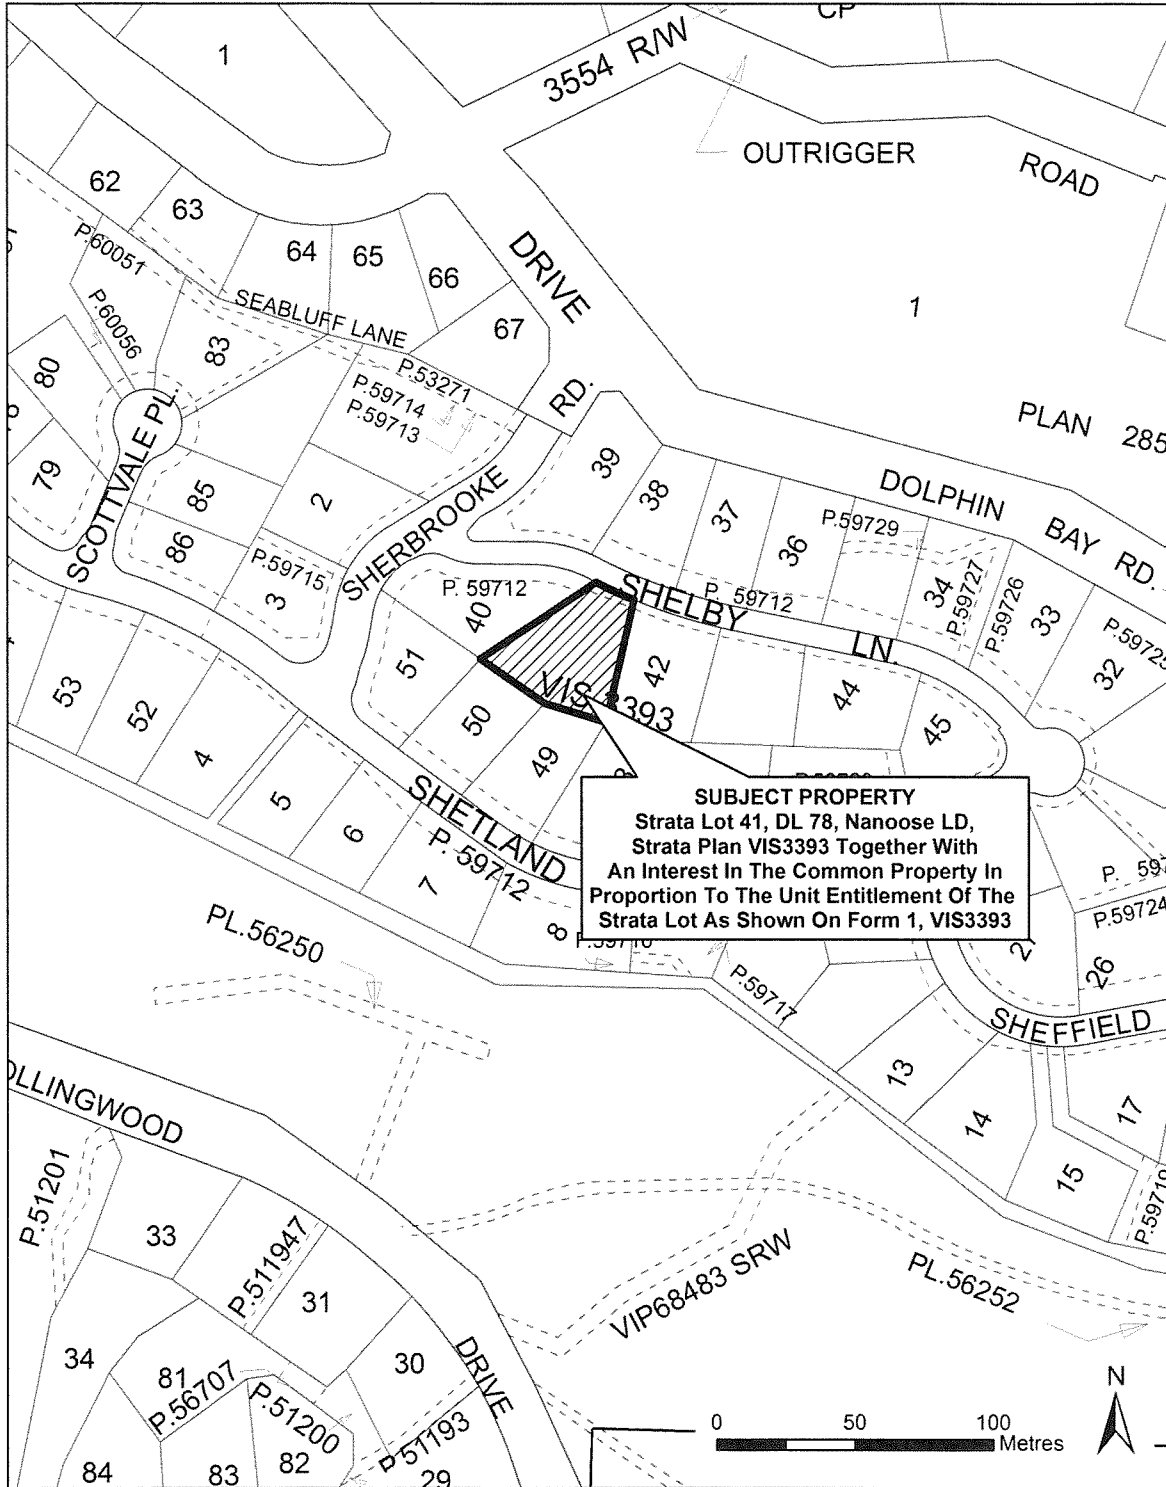 CP
1
3554 R/W
OUTRIGGER
ROAD
62
63
64
65
66
67
P.60051
P.60056
SEABLUFF LANE
DRIVE
1
80
83
P.53271
P.59714
P.59713
RD.
PLAN 285
79
SCOTTVALE PL.
85
86
2
39
38
37
36
DOLPHIN
BAY RD.
P.59729
SHERBROOKE
P.59715
3
P. 59712
40
SHELBY
P. 59712
LN.
34
P.59727
P.59726
33
P.59725
32
51
53
52
4
50
49
VIS 3393
42
44
45
5
6
7
8
SHETLAND
P. 59712
SUBJECT PROPERTY
Strata Lot 41, DL 78, Nanoose LD,
Strata Plan VIS3393 Together With
An Interest In The Common Property In
Proportion To The Unit Entitlement Of The
Strata Lot As Shown On Form 1, VIS3393
P.59724
26
PL.56250
P.59717
SHEFFIELD
13
14
15
17
OLLINGWOOD
P.51201
33
P.511947
31
30
DRIVE
VIP68483 SRW
PL.56252
34
81
P.56707
P.51200
P.51193
84
83
82
29
0 50 100
Metres
N